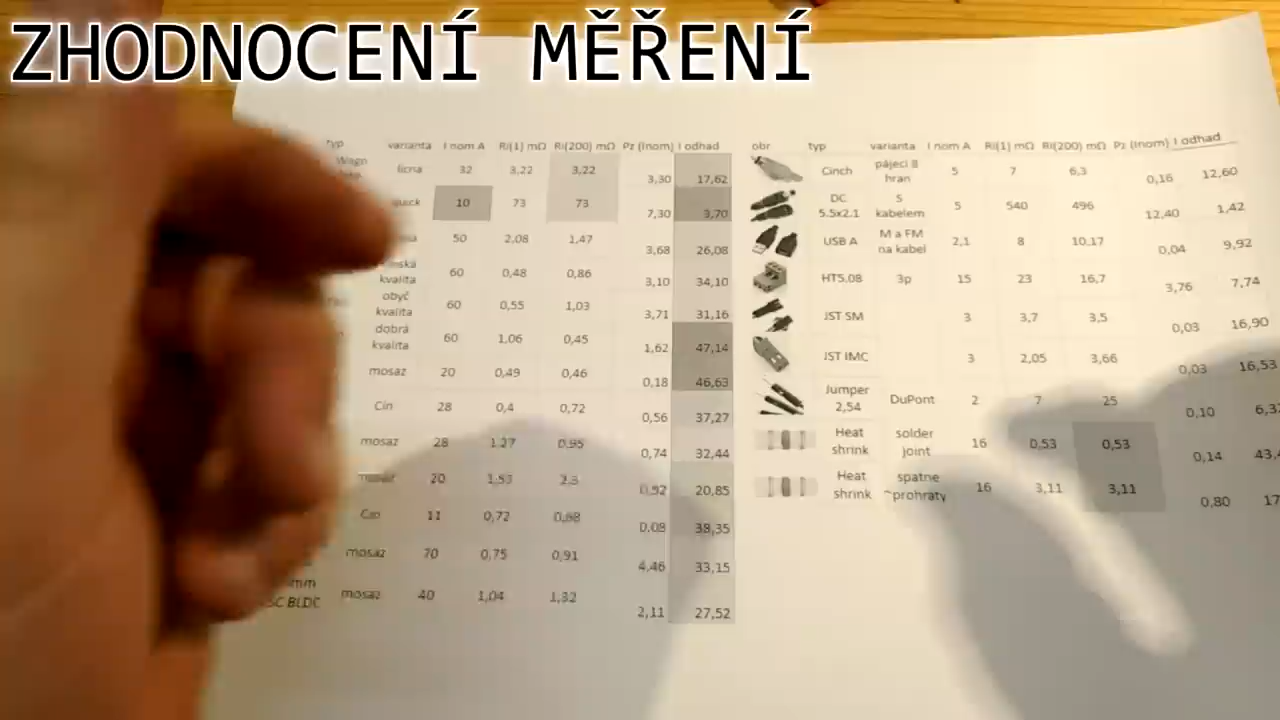 ZHODNOCENÍ MĚŘENÍ
typ varianta I nom A Ri(1) mΩ Ri(200) mΩ Pz (Inom) I odhad
Wago licna 32 3,22 3,22 3,30 17,62
quick 10 73 73 7,30 3,70
50 2,08 1,47 3,68 26,08
kvalita 60 0,48 0,86 3,10 34,10
obyč
kvalita 60 0,55 1,03 3,71 31,16
dobrá
kvalita 60 1,06 0,45 1,62 47,14
mosaz 20 0,49 0,46 0,18 46,63
Cín 28 0,4 0,72 0,56 37,27
mosaz 28 1,27 0,95 0,74 32,44
mosaz 20 1,53 2,3 0,92 20,85
Cín 11 0,72 0,68 0,08 38,35
mosaz 70 0,75 0,91 4,46 33,15
mm
BLDC mosaz 40 1,04 1,32 2,11 27,52
obr typ varianta I nom A Ri(1) mΩ Ri(200) mΩ Pz (Inom) I odhad
Cinch pájecí 8
hran 5 7 6,3 0,16 12,60
DC
5.5x2.1 s
kabelem 5 540 496 12,40 1,42
USB A M a FM
na kabel 2,1 8 10,17 0,04 9,92
HT5.08 3p 15 23 16,7 3,76 7,74
JST SM 3 3,7 3,5 0,03 16,90
JST IMC 3 2,05 3,66 0,03 16,53
Jumper
2,54 DuPont 2 7 25 0,10
Heat
shrink solder
joint 16 0,53 0,53 0,14
Heat
shrink spatne
~prohraty 16 3,11 3,11 0,80